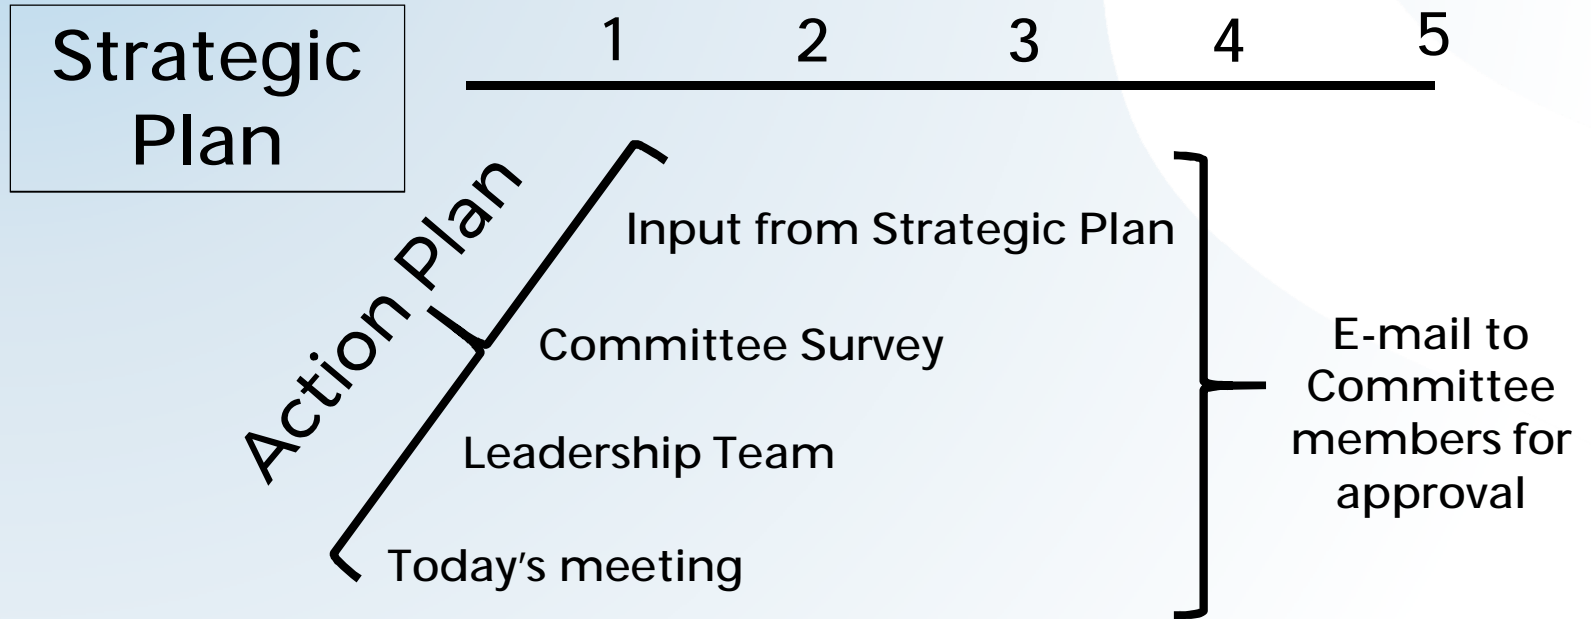 Strategic
Plan
1 2 3 4 5
Action Plan
Input from Strategic Plan
Committee Survey
Leadership Team
Today's meeting
E-mail to
Committee
members for
approval